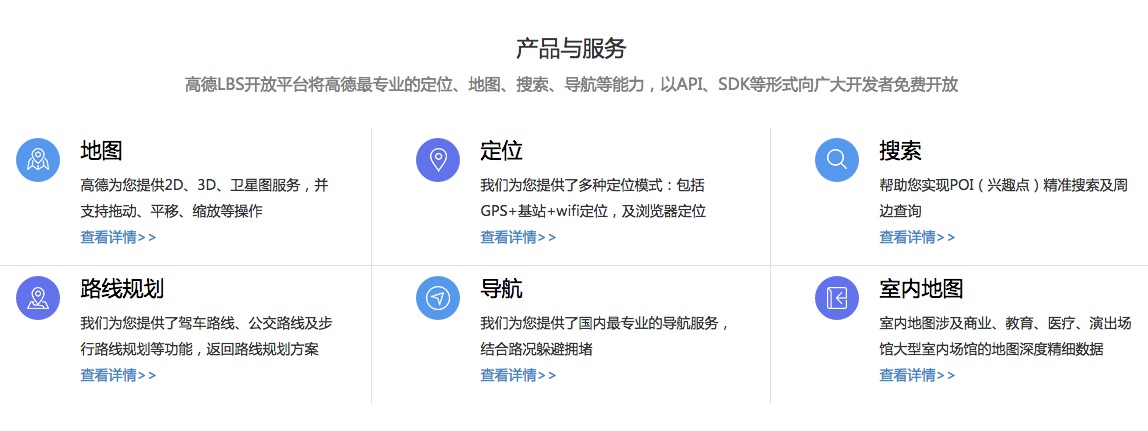 产品与服务
高德LBS开放平台将高德最专业的定位、地图、搜索、导航等能力，以API、SDK等形式向广大开发者免费开放
地图
高德为您提供2D、3D、卫星图服务，并
支持拖动、平移、缩放等操作
查看详情>>
定位
我们为您提供了多种定位模式：包括
GPS+基站+wifi定位，及浏览器定位
查看详情>>
搜索
帮助您实现POI（兴趣点）精准搜索及周
边查询
查看详情>>
路线规划
我们为您提供了驾车路线、公交路线及步
行路线规划等功能，返回路线规划方案
查看详情>>
导航
我们为您提供了国内最专业的导航服务，
结合路况躲避拥堵
查看详情>>
室内地图
室内地图涉及商业、教育、医疗、演出场
馆大型室内场馆的地图深度精细数据
查看详情>>